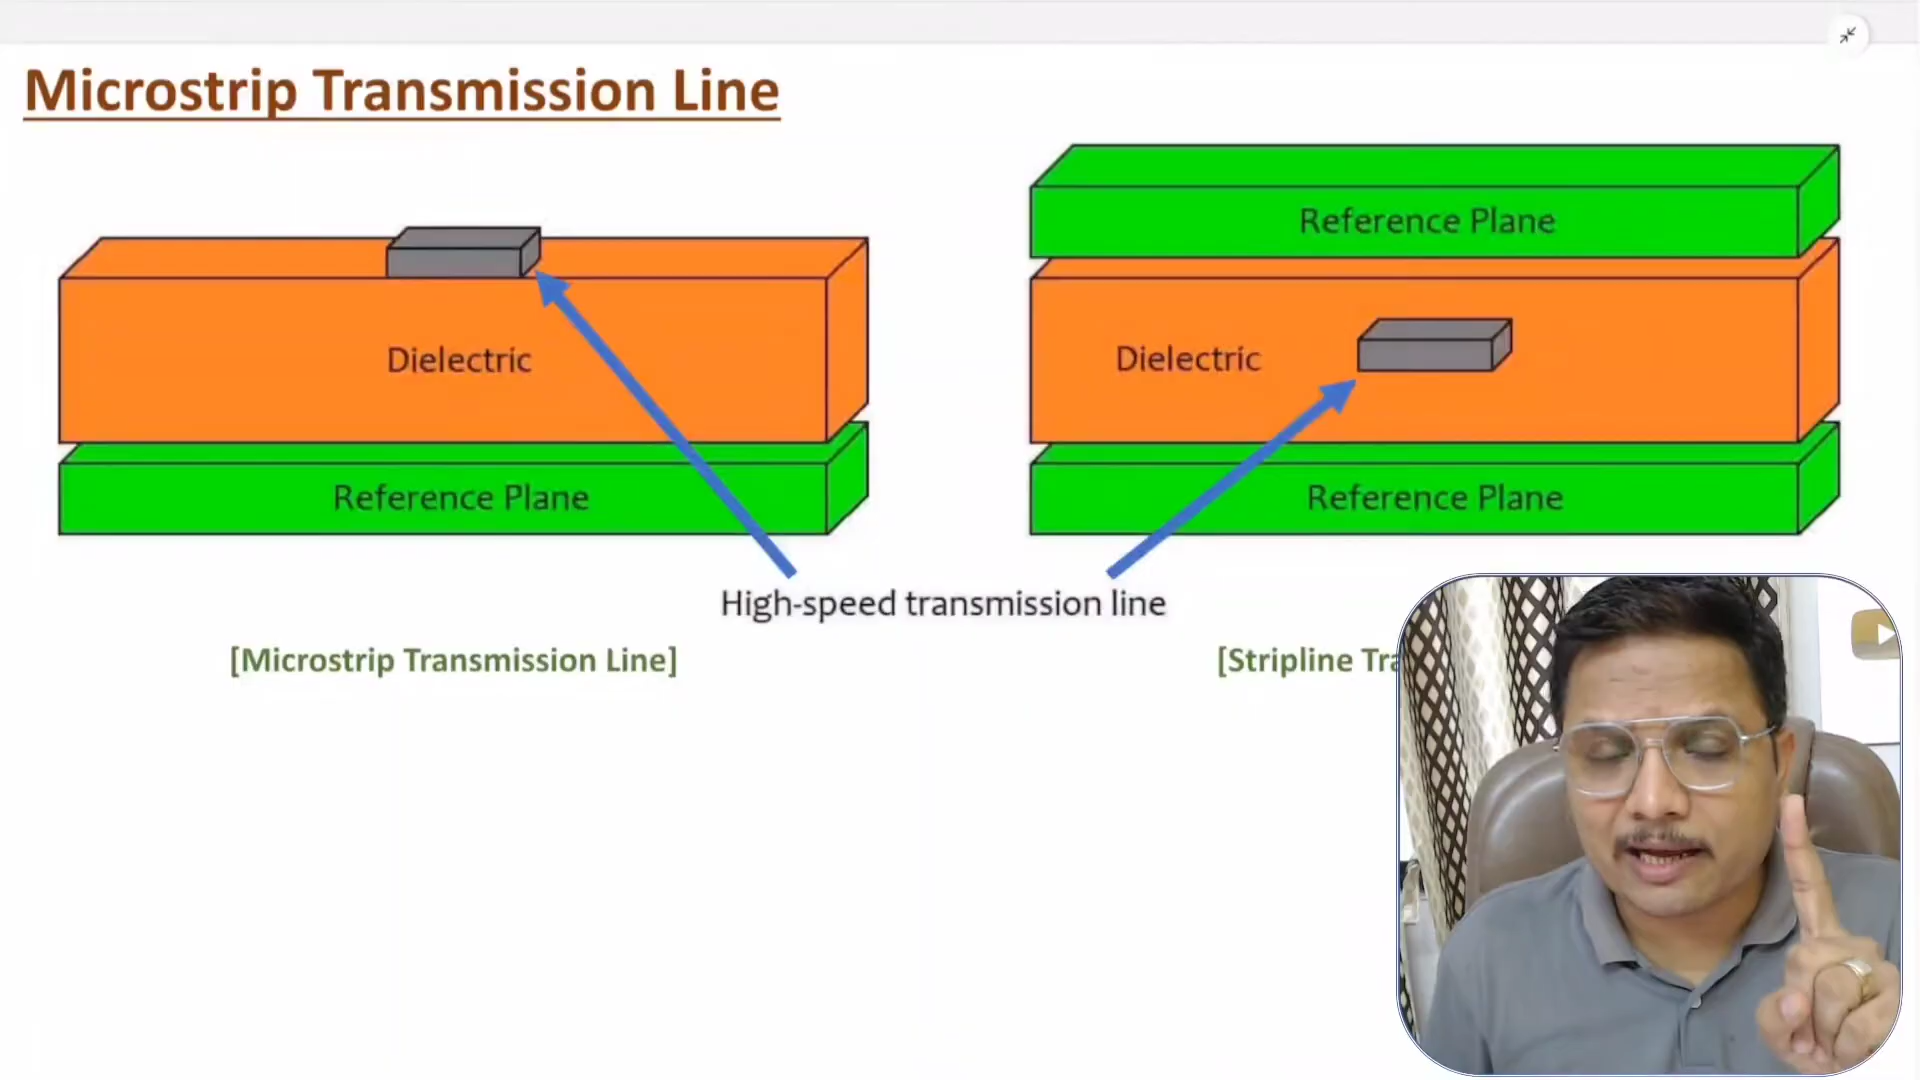 Microstrip Transmission Line
Reference Plane
Dielectric
Dielectric
Reference Plane
Reference Plane
High-speed transmission line
[Microstrip Transmission Line]
[Stripline